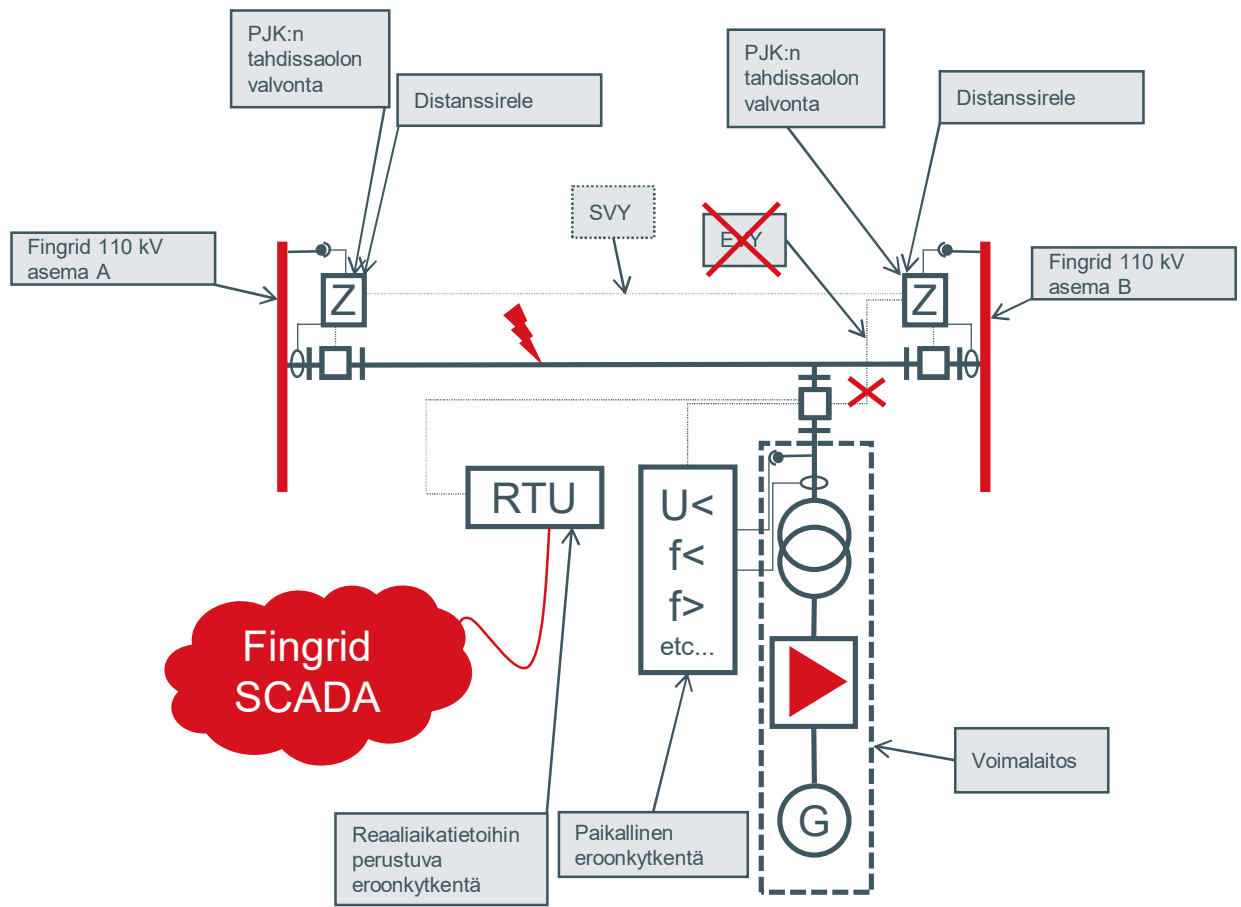 PJK:n
tahdissaolon
valvonta
Distanssirele
PJK:n
tahdissaolon
valvonta
Distanssirele
SVY
EVY
Fingrid 110 kV
asema A
Fingrid 110 kV
asema B
Z
Z
RTU
U<
f<
f>
etc...
Fingrid
SCADA
Voimalaitos
G
Reaaliaikatietoihin
perustuva
eroonkytkentä
Paikallinen
eroonkytkentä